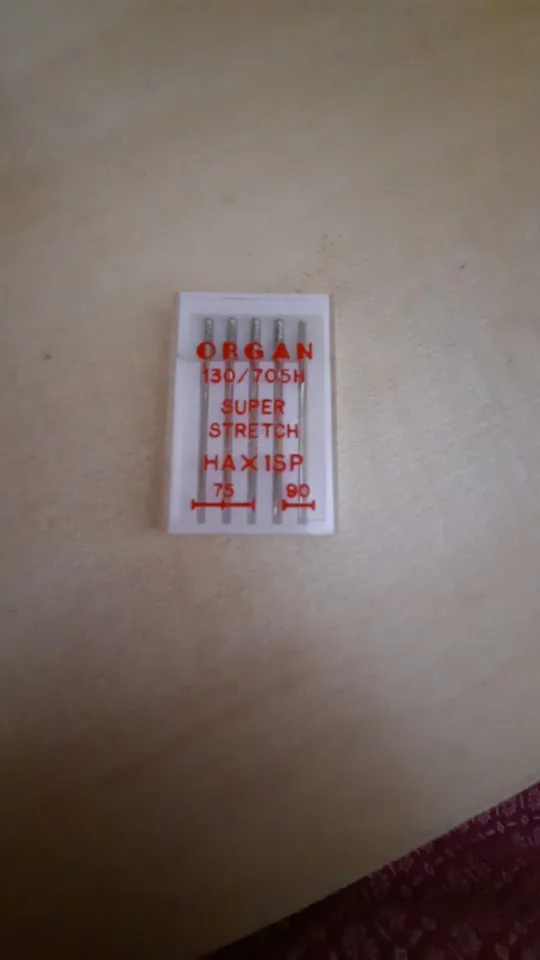 ORGAN
130/705H
SUPER
STRETCH
HAX1SP
75 90